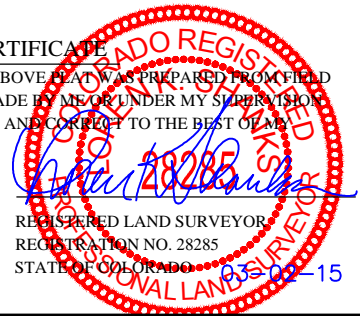 RTIFICATE
BOVE PLAT WAS PREPARED FROM FIELD
ADE BY ME OR UNDER MY SUPERVISION
AND CORRECT TO THE BEST OF MY
COLORADO REGISTERED
K. SHANKS
28285
PROFESSIONAL LAND SURVEYOR
REGISTERED LAND SURVEYOR
REGISTRATION NO. 28285
STATE OF COLORADO
03-02-15